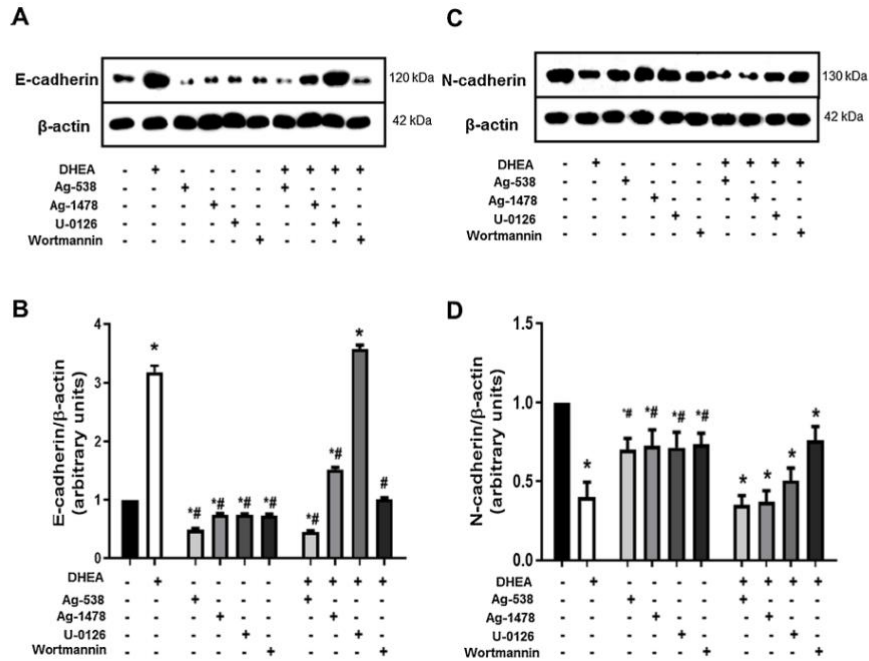 A
E-cadherin 120 kDa
β-actin 42 kDa
DHEA - + - - - - + + + +
Ag-538 - - + - - - + - - -
Ag-1478 - - - + - - - + - -
U-0126 - - - - + - - - + -
Wortmannin - - - - - + - - - +
C
N-cadherin 130 kDa
β-actin 42 kDa
DHEA - + - - - - + + + +
Ag-538 - - + - - - + - - -
Ag-1478 - - - + - - - + - -
U-0126 - - - - + - - - + -
Wortmannin - - - - - + - - - +
B
E-cadherin/β-actin
(arbitrary units)
4
3
2
1
0
* *# *# *# *# *# *# * #
DHEA - + - - - - + + + +
Ag-538 - - + - - - + - - -
Ag-1478 - - - + - - - + - -
U-0126 - - - - + - - - + -
Wortmannin - - - - - + - - - +
D
N-cadherin/β-actin
(arbitrary units)
1.5
1.0
0.5
0.0
* *# *# *# *# * * * *
DHEA - + - - - - + + + +
Ag-538 - - + - - - + - - -
Ag-1478 - - - + - - - + - -
U-0126 - - - - + - - - + -
Wortmannin - - - - - + - - - +